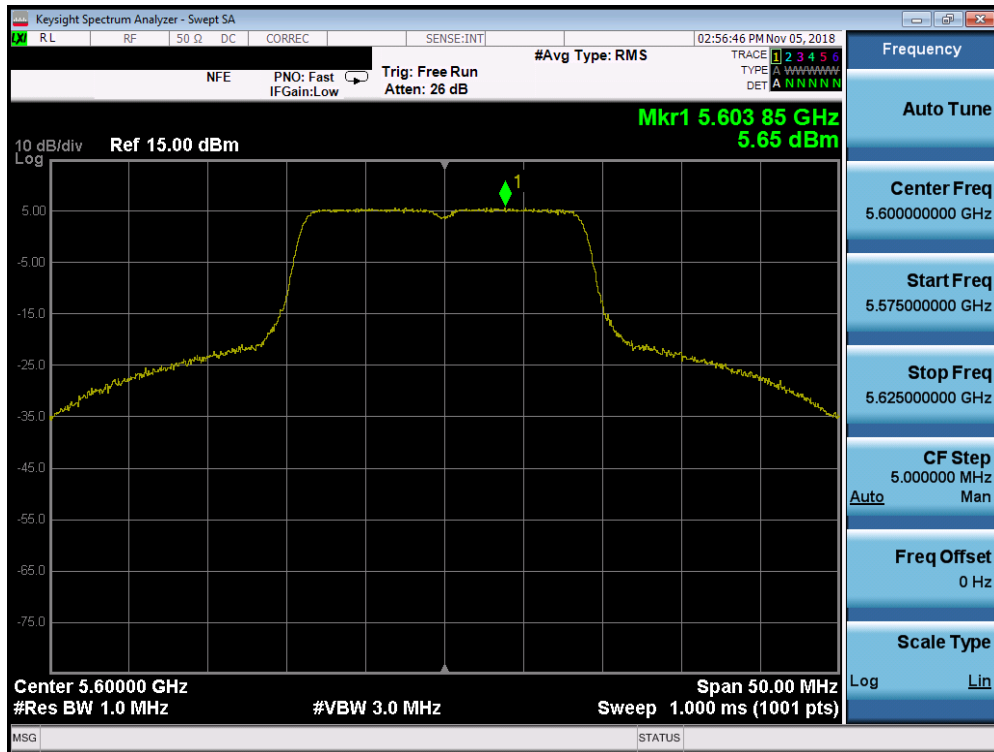 Keysight Spectrum Analyzer - Swept SA
LXI RL RF 50 Ω DC CORREC SENSE:INT 02:56:46 PM Nov 05, 2018
NFE PNO: Fast IFGain:Low Trig: Free Run Atten: 26 dB #Avg Type: RMS
TRACE 1 2 3 4 5 6
TYPE A WWWWWW
DET A N N N N N
Mkr1 5.603 85 GHz
5.65 dBm
10 dB/div Ref 15.00 dBm
Log
1
5.00
-5.00
-15.0
-25.0
-35.0
-45.0
-55.0
-65.0
-75.0
Center 5.60000 GHz Span 50.00 MHz
#Res BW 1.0 MHz #VBW 3.0 MHz Sweep 1.000 ms (1001 pts)
MSG STATUS
Frequency
Auto Tune
Center Freq
5.600000000 GHz
Start Freq
5.575000000 GHz
Stop Freq
5.625000000 GHz
CF Step
5.000000 MHz
Auto Man
Freq Offset
0 Hz
Scale Type
Log Lin